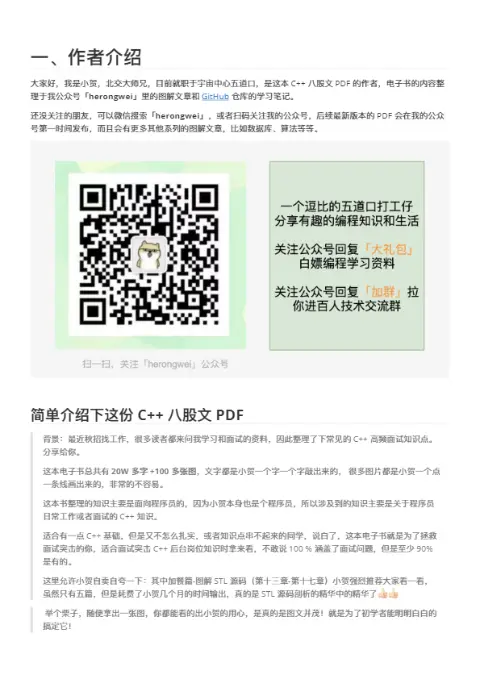 一、作者介绍
大家好，我是小贺，北交大师兄，目前就职于宇宙中心五道口，是这本 C++ 八股文 PDF 的作者，电子书的内容整
理于我公众号「herongwei」里的图解文章和 GitHub 仓库的学习笔记。
还没关注的朋友，可以微信搜索「herongwei」，或者扫码关注我的公众号，后续最新版本的 PDF 会在我的公众
号第一时间发布，而且会有更多其他系列的图解文章，比如数据库、算法等等。
一个逗比的五道口打工仔
分享有趣的编程知识和生活
关注公众号回复「大礼包」
白嫖编程学习资料
关注公众号回复「加群」拉
你进百人技术交流群
扫一扫，关注「herongwei」公众号
简单介绍下这份 C++ 八股文 PDF
背景：最近秋招找工作，很多读者都来问我学习和面试的资料，因此整理了下常见的 C++ 高频面试知识点。
分享给你。
这本电子书总共有 20W 多字 +100 多张图，文字都是小贺一个字一个字敲出来的， 很多图片都是小贺一个点
一条线画出来的，非常的不容易。
这本书整理的知识主要是面向程序员的，因为小贺本身也是个程序员，所以涉及到的知识主要是关于程序员
日常工作或者面试的 C++ 知识。
适合有一点 C++ 基础，但是又不怎么扎实，或者知识点串不起来的同学，说白了，这本电子书就是为了拯救
面试突击的你，适合面试突击 C++ 后台岗位知识时拿来看，不敢说 100 % 涵盖了面试问题，但是至少 90%
是有的。
这里允许小贺自卖自夸一下：其中加餐篇-图解 STL 源码（第十三章-第十七章）小贺强烈推荐大家看一看，
虽然只有五篇，但是耗费了小贺几个月的时间输出，真的是 STL 源码剖析的精华中的精华了👍👍
举个栗子，随便拿出一张图，你都能看的出小贺的用心，是真的是图文并茂！就是为了初学者能明明白白的
搞定它！